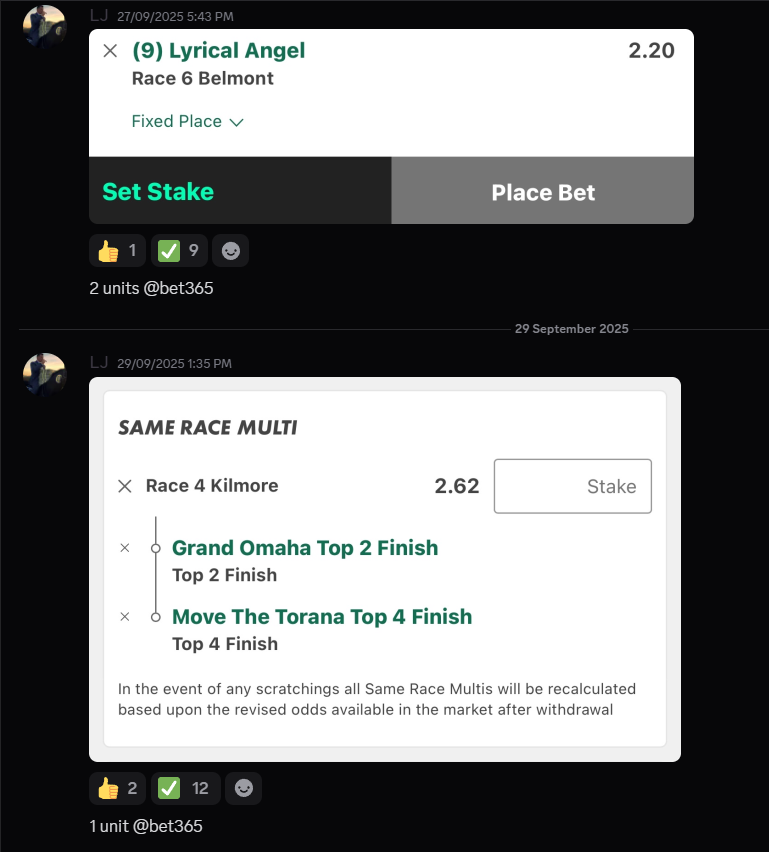 LJ 27/09/2025 5:43 PM
(9) Lyrical Angel 2.20
Race 6 Belmont
Fixed Place
Set Stake Place Bet
1 9
2 units @bet365
29 September 2025
LJ 29/09/2025 1:35 PM
SAME RACE MULTI
Race 4 Kilmore 2.62 Stake
Grand Omaha Top 2 Finish
Top 2 Finish
Move The Torana Top 4 Finish
Top 4 Finish
In the event of any scratchings all Same Race Multis will be recalculated
based upon the revised odds available in the market after withdrawal
2 12
1 unit @bet365